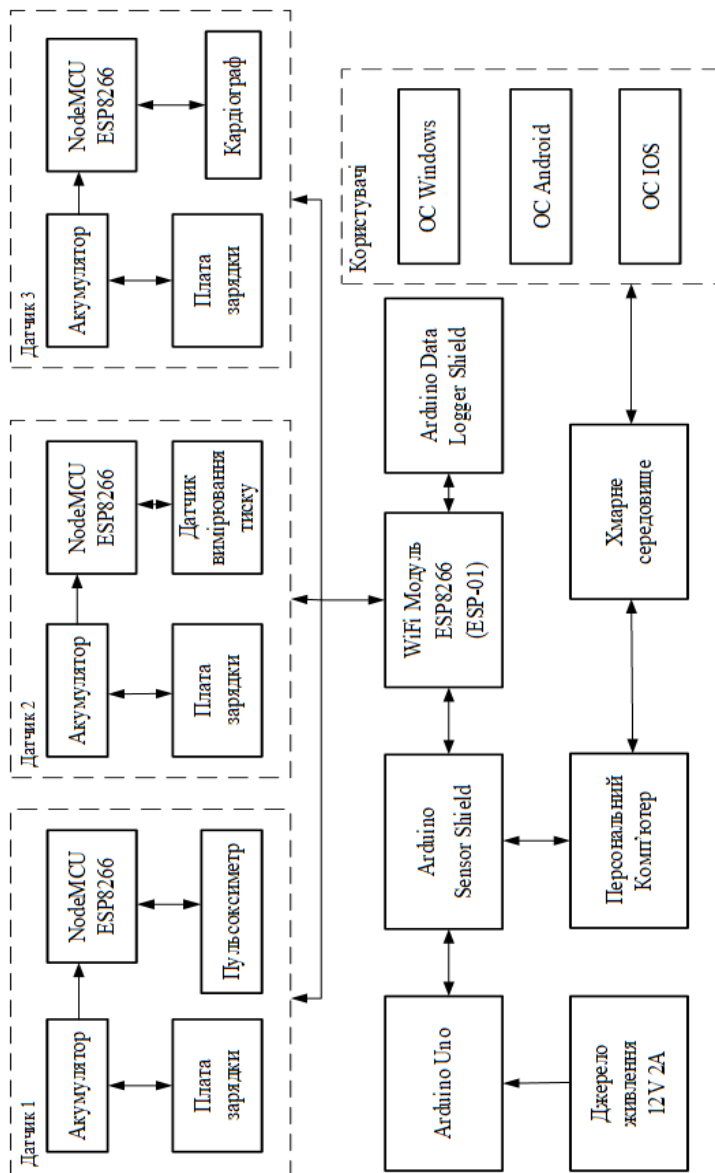 Датчик 1
Акумулятор
NodeMCU
ESP8266
Плата
зарядки
Пульсоксиметр
Датчик 2
Акумулятор
NodeMCU
ESP8266
Плата
зарядки
Датчик
вимірювання
тиску
Датчик 3
Акумулятор
NodeMCU
ESP8266
Плата
зарядки
Кардіограф
Arduino Uno
Arduino
Sensor Shield
WiFi Модуль
ESP8266
(ESP-01)
Arduino Data
Logger Shield
Користувачі
ОС Windows
ОС Android
ОС IOS
Джерело
живлення
12V 2A
Персональний
Комп'ютер
Хмарне
середовище